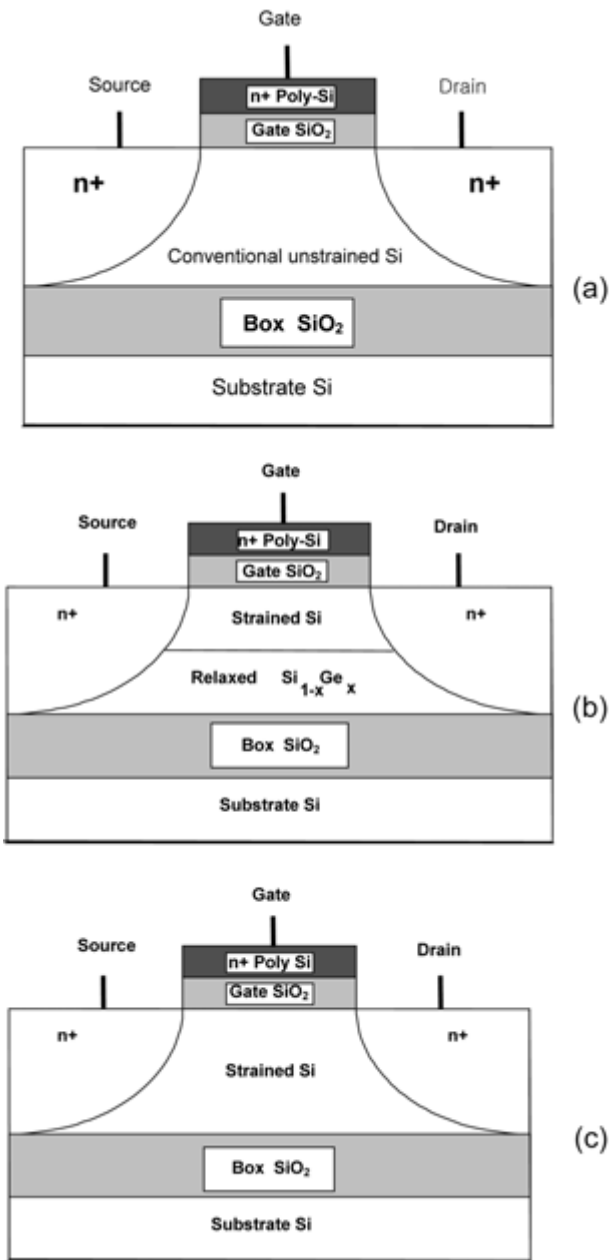 Gate
Source
Drain
n+ Poly-Si
Gate SiO₂
n+
n+
Conventional unstrained Si
(a)
Box SiO₂
Substrate Si
Gate
Source
Drain
n+ Poly-Si
Gate SiO₂
n+
Strained Si
n+
Relaxed Si₁₋ₓGeₓ
(b)
Box SiO₂
Substrate Si
Gate
Source
Drain
n+ Poly Si
Gate SiO₂
n+
n+
Strained Si
(c)
Box SiO₂
Substrate Si